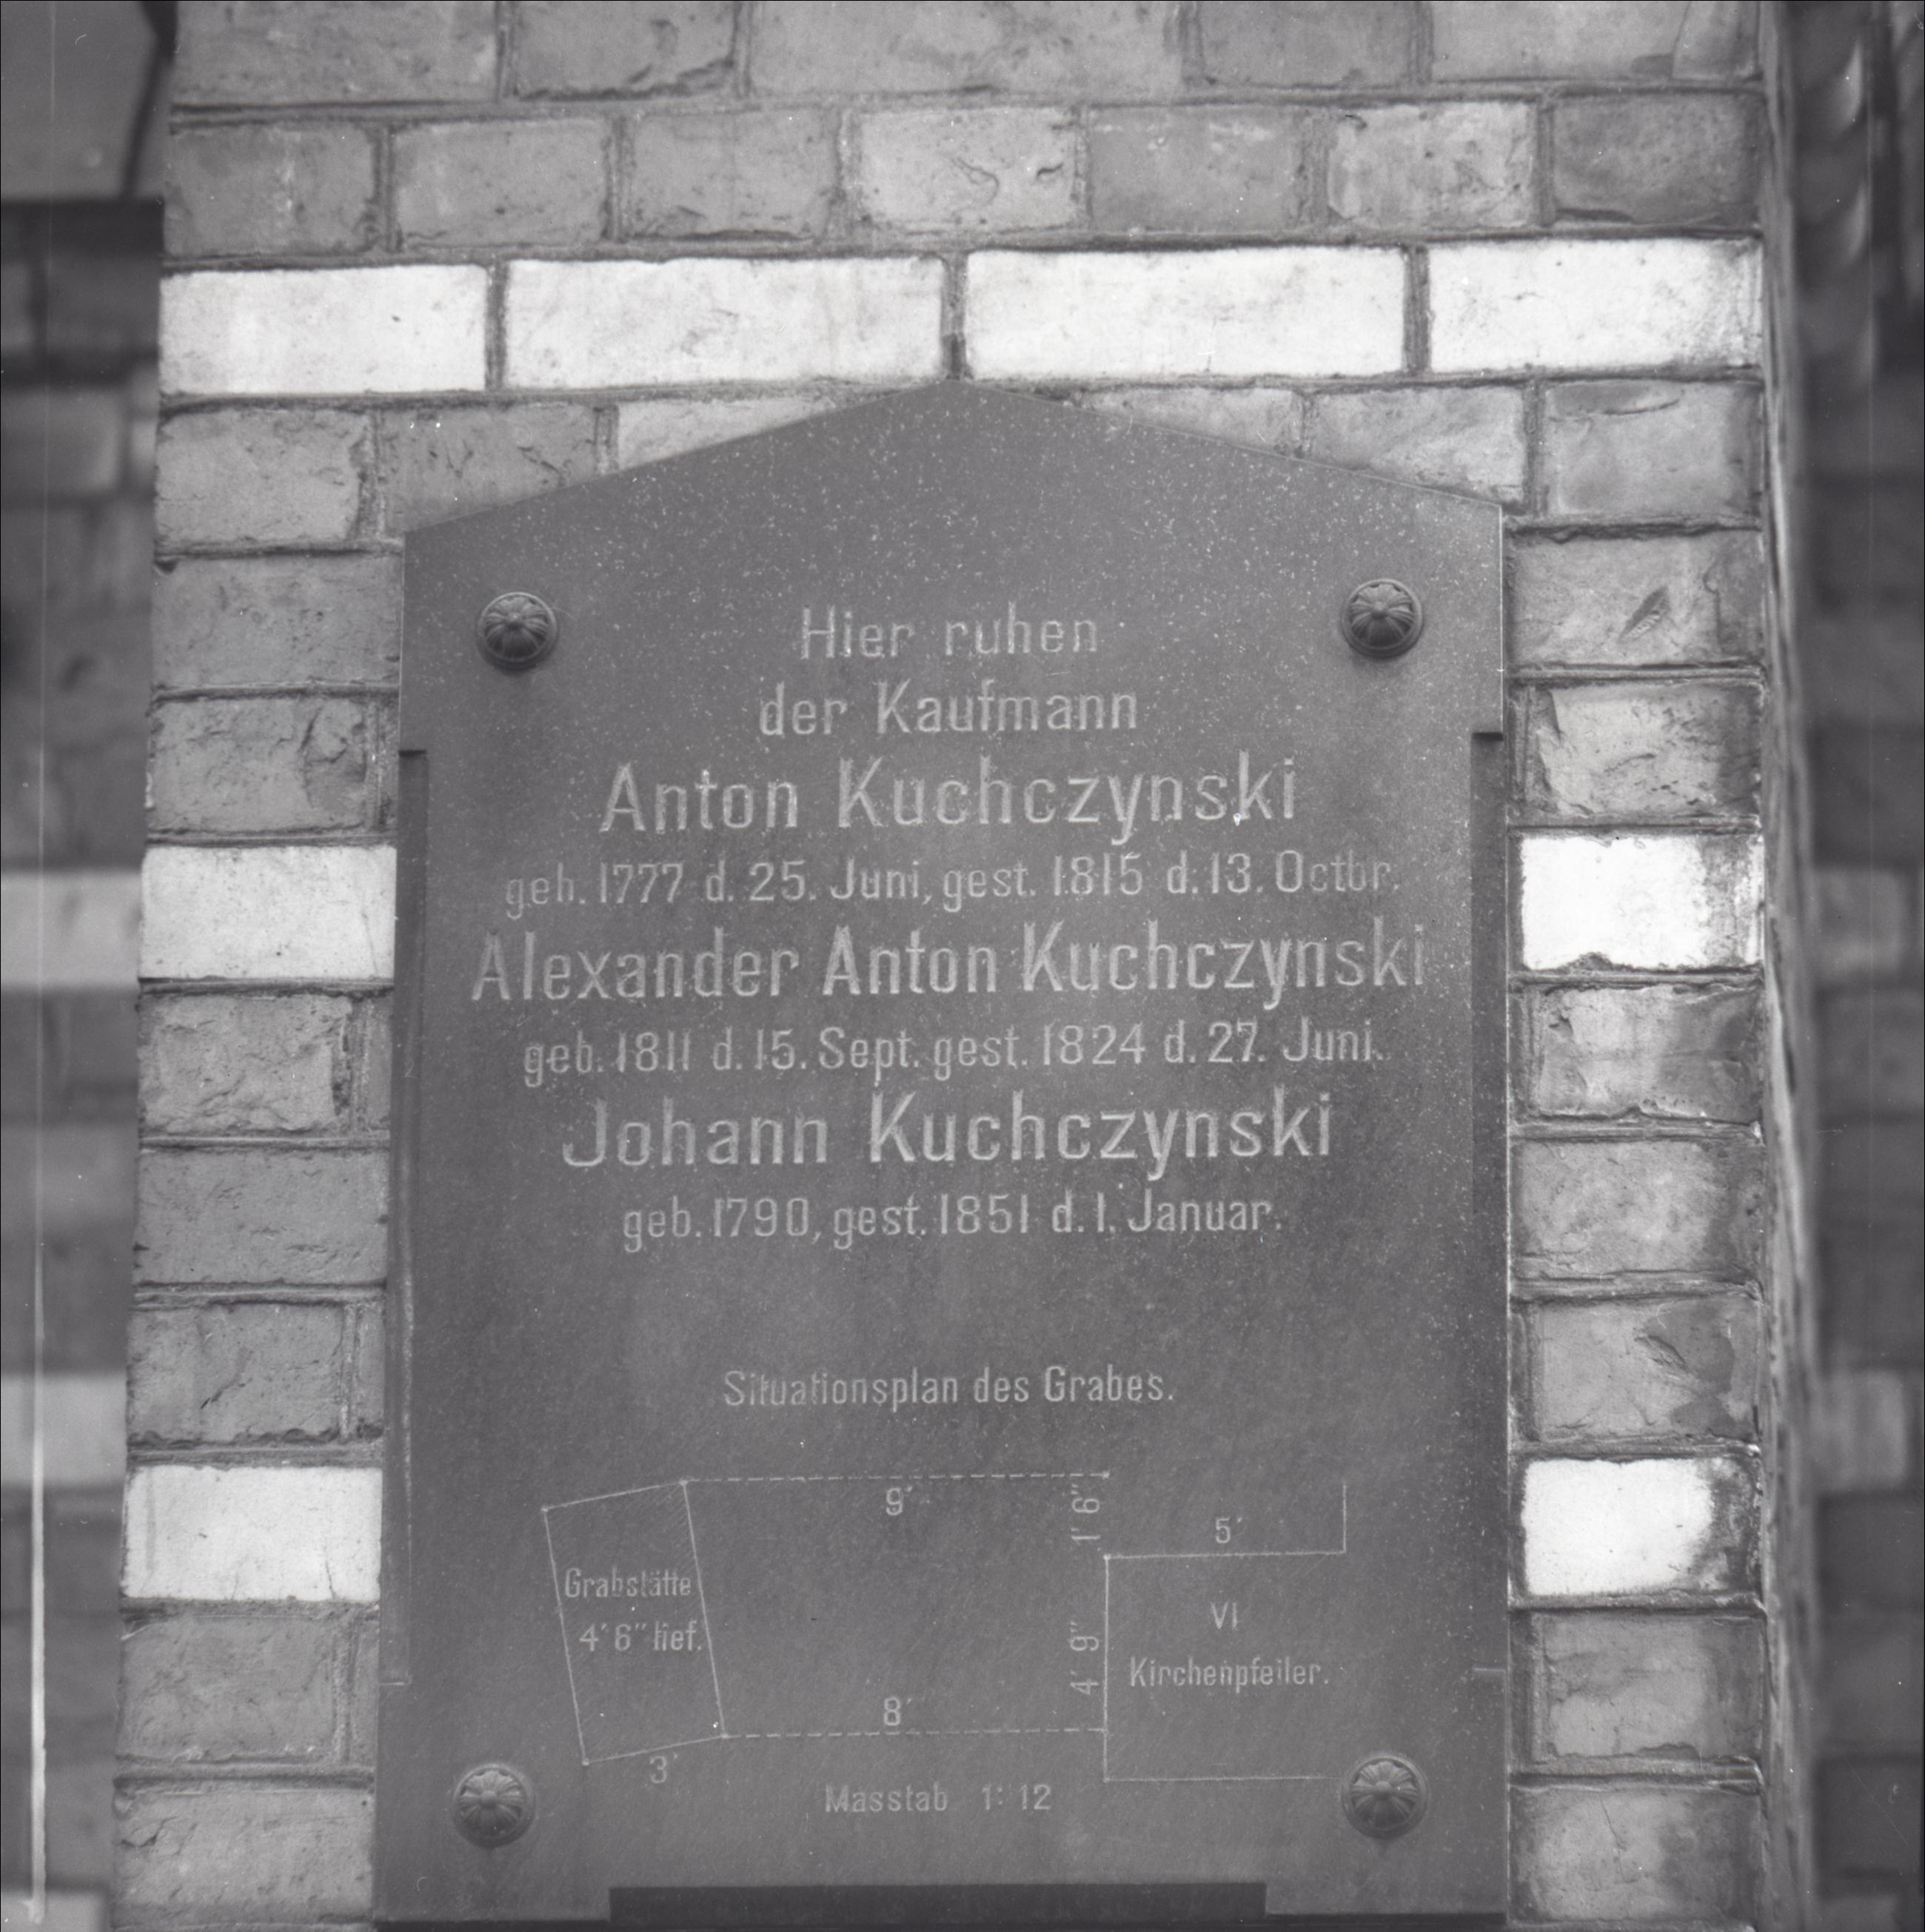 Hier ruhen
der Kaufmann
Anton Kuchczynski
geb. 1777 d. 25. Juni, gest. 1815 d. 13. Octbr.
Alexander Anton Kuchczynski
geb. 1811 d. 15. Sept. gest. 1824 d. 27. Juni.
Johann Kuchczynski
geb. 1790, gest. 1851 d. 1. Januar.
Situationsplan des Grabes.
9'
1' 6"
5'
Grabstätte
4' 6" tief.
4' 9"
VI
Kirchenpfeiler.
8'
3'
Masstab 1:12